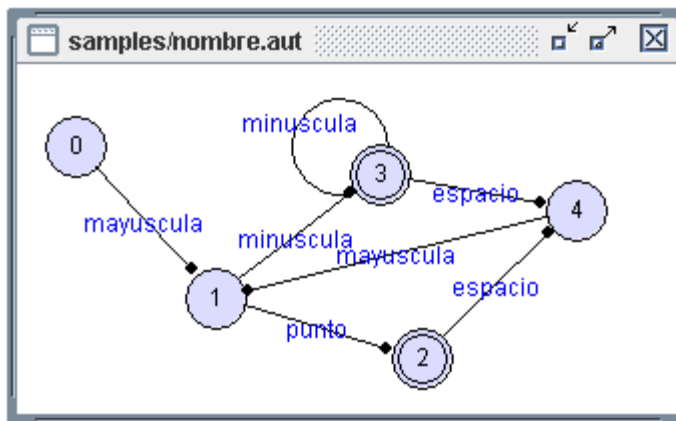 samples/nombre.aut
minuscula
0
3
espacio
4
mayuscula
minuscula
mayuscula
espacio
1
punto
2